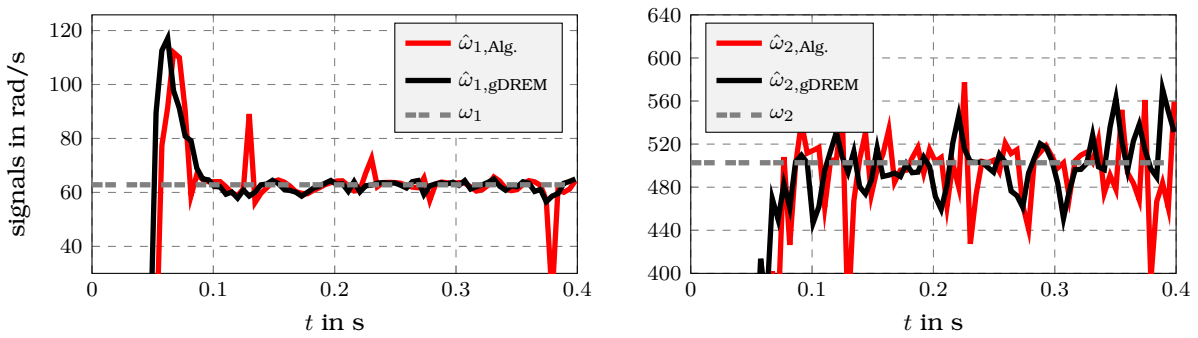 signals in rad/s
120
100
80
60
40
0
0.1
0.2
0.3
0.4
t in s
ω̂1,Alg.
ω̂1,gDREM
ω1
640
600
560
520
480
440
400
0
0.1
0.2
0.3
0.4
t in s
ω̂2,Alg.
ω̂2,gDREM
ω2